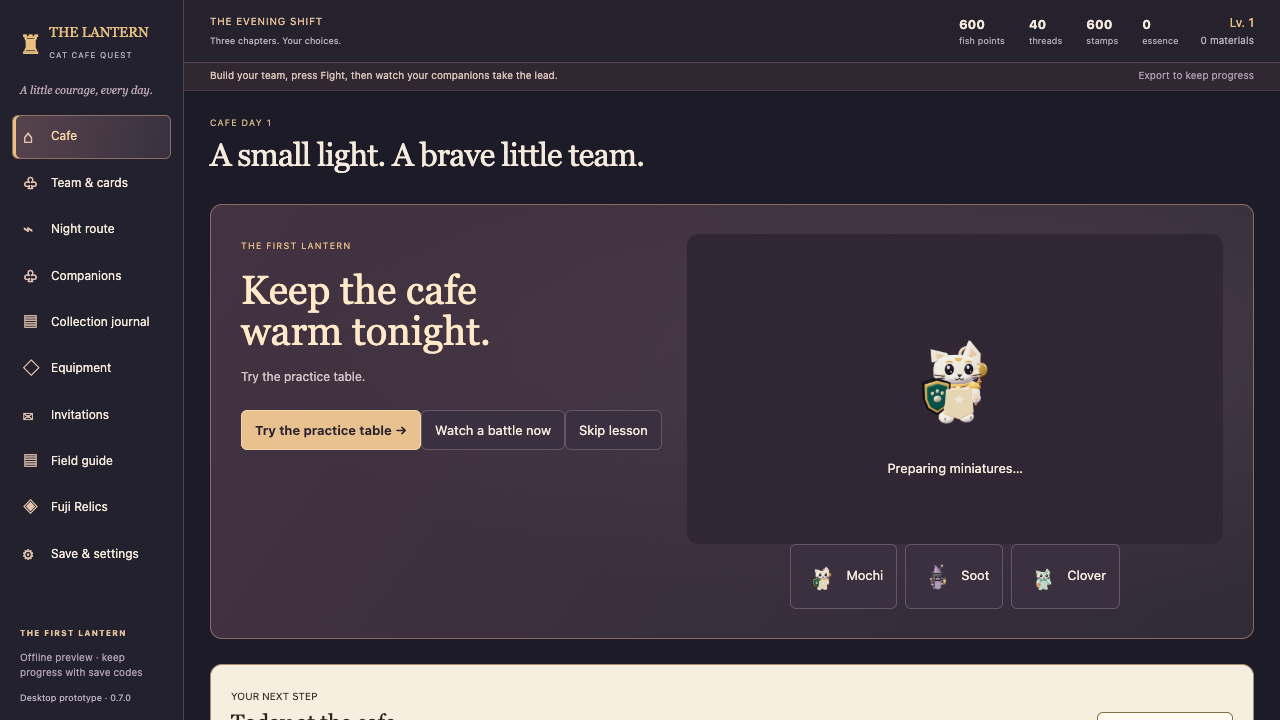 THE LANTERN
CAT CAFE QUEST
A little courage, every day.
Cafe
Team & cards
Night route
Companions
Collection journal
Equipment
Invitations
Field guide
Fuji Relics
Save & settings
THE FIRST LANTERN
Offline preview · keep
progress with save codes
Desktop prototype · 0.7.0
THE EVENING SHIFT
Three chapters. Your choices.
600 40 600 0 Lv. 1
fish points threads stamps essence 0 materials
Build your team, press Fight, then watch your companions take the lead. Export to keep progress
CAFE DAY 1
A small light. A brave little team.
THE FIRST LANTERN
Keep the cafe
warm tonight.
Try the practice table.
Try the practice table → Watch a battle now Skip lesson
Preparing miniatures...
Mochi Soot Clover
YOUR NEXT STEP
Today at the cafe